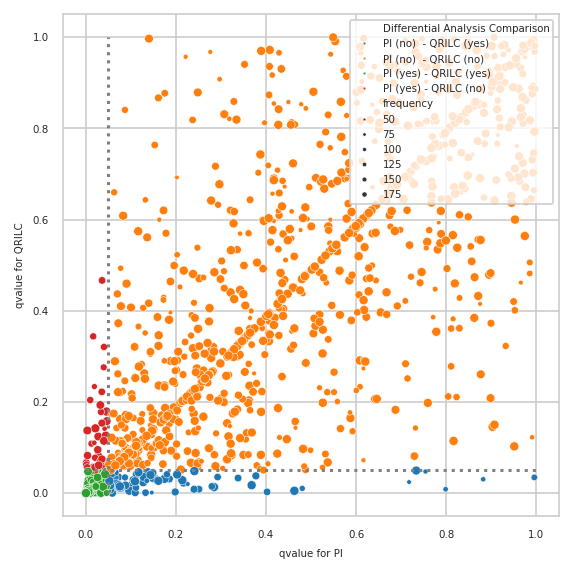 Differential Analysis Comparison
PI (no) - QRILC (yes)
PI (no) - QRILC (no)
PI (yes) - QRILC (yes)
PI (yes) - QRILC (no)
frequency
50
75
100
125
150
175
1.0
0.8
0.6
0.4
0.2
0.0
qvalue for QRILC
0.0 0.2 0.4 0.6 0.8 1.0
qvalue for PI